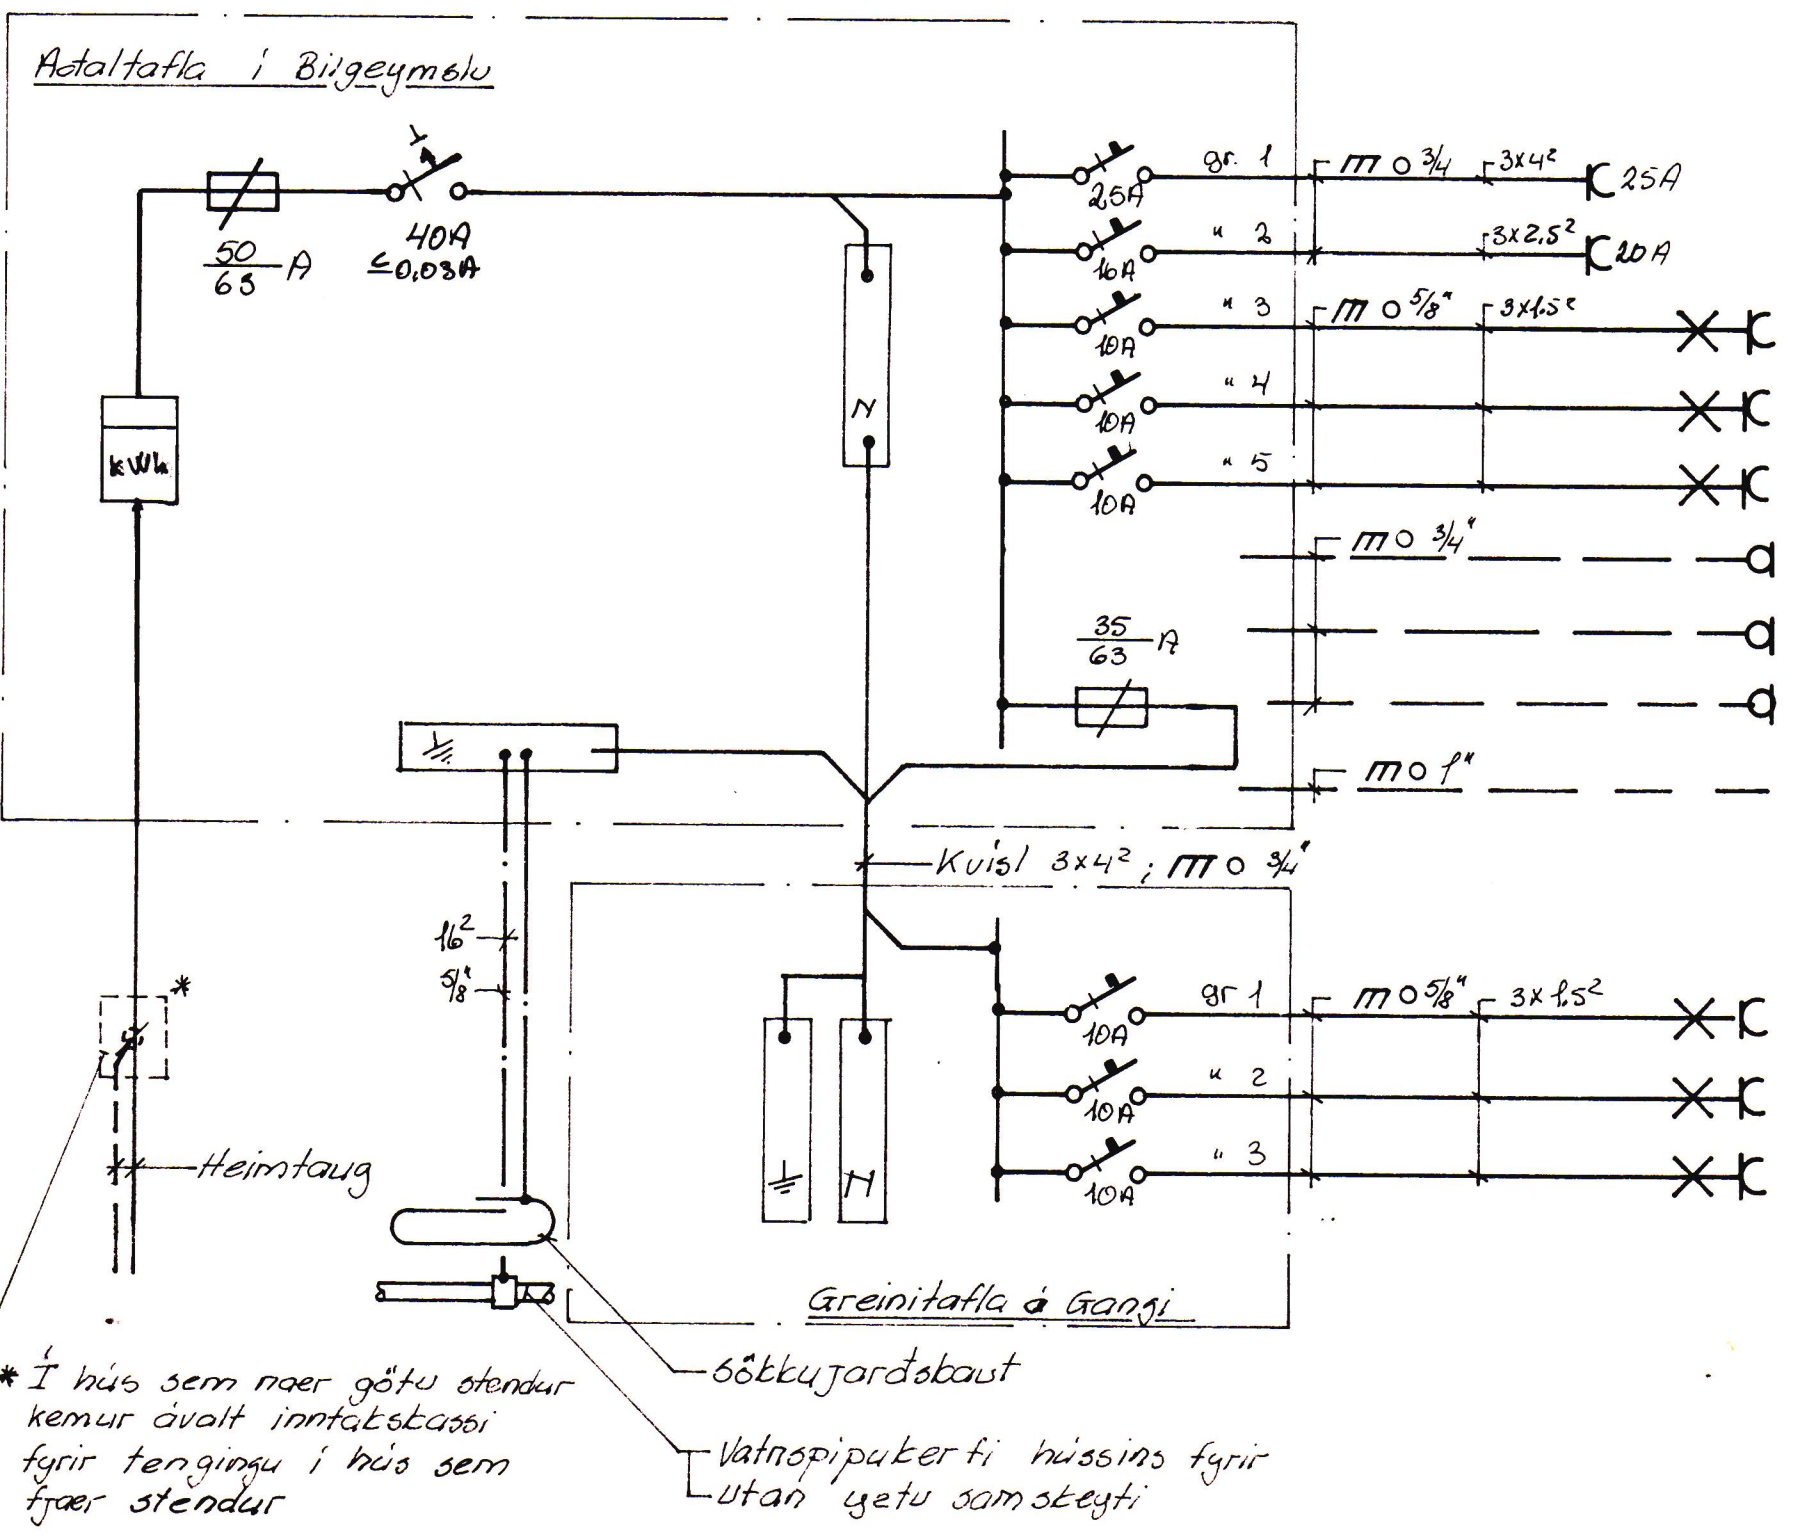 Aðaltafla í Bílgeymslu
50
63 A
40A
≤0,03A
N
kWh
25A gr. 1 m o 3/4 3x4² 25A
16A " 2 3x2.5² 20A
10A " 3 m o 5/8" 3x1.5²
10A " 4
10A " 5
m o 3/4"
35
63 A
m o 1"
Kvísl 3x4² ; m o 3/4"
16²
5/8"
*
10A gr 1 m o 5/8" 3x1.5²
10A " 2
10A " 3
N
Heimtaug
Greinitafla á Gangi
Sökkujarðskaut
Vatnspípukerfi hússins fyrir
utan götu samskeyti
* Í hús sem nær götu stendur
kemur ávalt inntakskassi
fyrir tengingu í hús sem
fjær stendur